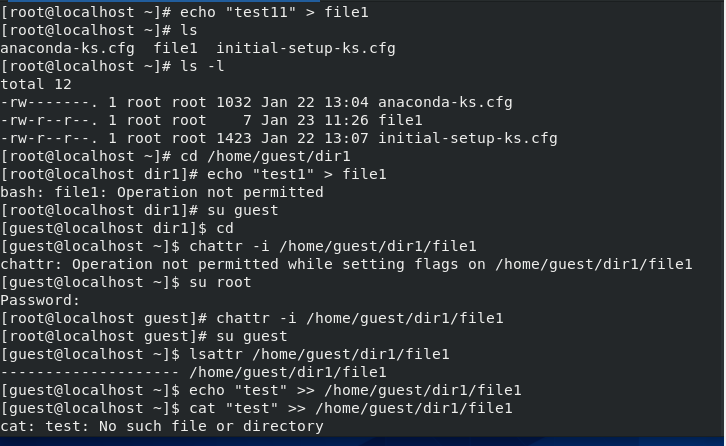 [root@localhost ~]# echo "test11" > file1
[root@localhost ~]# ls
anaconda-ks.cfg  file1  initial-setup-ks.cfg
[root@localhost ~]# ls -l
total 12
-rw-------. 1 root root 1032 Jan 22 13:04 anaconda-ks.cfg
-rw-r--r--. 1 root root    7 Jan 23 11:26 file1
-rw-r--r--. 1 root root 1423 Jan 22 13:07 initial-setup-ks.cfg
[root@localhost ~]# cd /home/guest/dir1
[root@localhost dir1]# echo "test1" > file1
bash: file1: Operation not permitted
[root@localhost dir1]# su guest
[guest@localhost dir1]$ cd
[guest@localhost ~]$ chattr -i /home/guest/dir1/file1
chattr: Operation not permitted while setting flags on /home/guest/dir1/file1
[guest@localhost ~]$ su root
Password:
[root@localhost guest]# chattr -i /home/guest/dir1/file1
[root@localhost guest]# su guest
[guest@localhost ~]$ lsattr /home/guest/dir1/file1
-------------------- /home/guest/dir1/file1
[guest@localhost ~]$ echo "test" >> /home/guest/dir1/file1
[guest@localhost ~]$ cat "test" >> /home/guest/dir1/file1
cat: test: No such file or directory